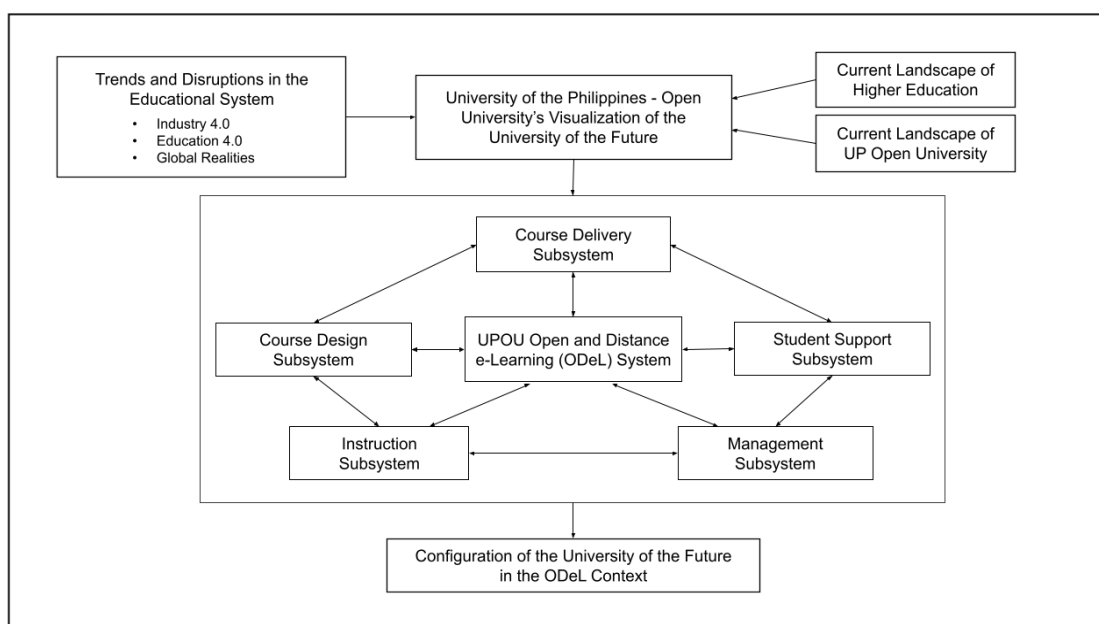 Trends and Disruptions in the
Educational System
• Industry 4.0
• Education 4.0
• Global Realities
University of the Philippines - Open
University’s Visualization of the
University of the Future
Current Landscape of
Higher Education
Current Landscape of
UP Open University
Course Delivery
Subsystem
Course Design
Subsystem
UPOU Open and Distance
e-Learning (ODeL) System
Student Support
Subsystem
Instruction
Subsystem
Management
Subsystem
Configuration of the University of the Future
in the ODeL Context